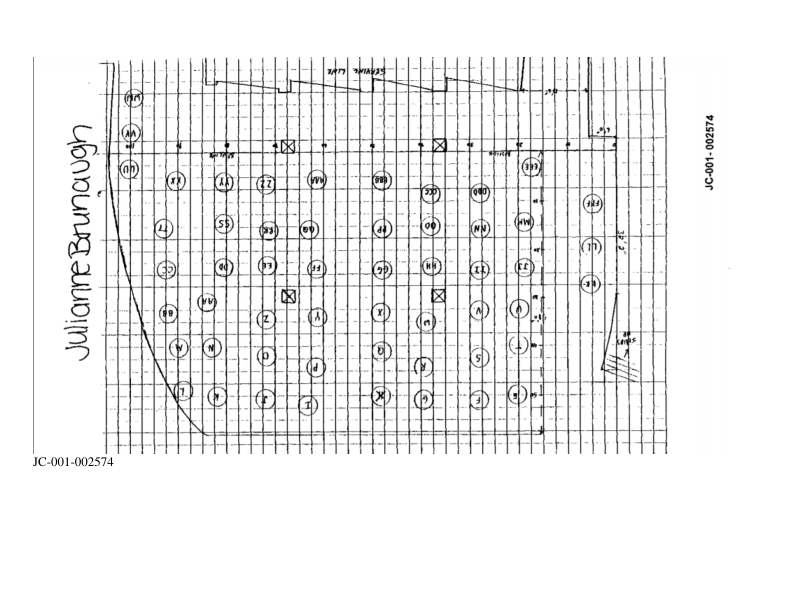 Julianne Brunaugh
JC-001-002574
SERVING LINE
WW
VV
UU
XX
YY
ZZ
AAA
BBB
CCC
DDD
EEE
FFF
TT
SS
RR
QQ
PP
OO
NN
MM
LL
CC
DD
EE
FF
GG
HH
II
JJ
KK
BB
AA
Z
Y
X
W
V
U
M
N
O
P
Q
R
S
T
L
K
J
I
G
F
E
STAIRS
UP
JC-001-002574